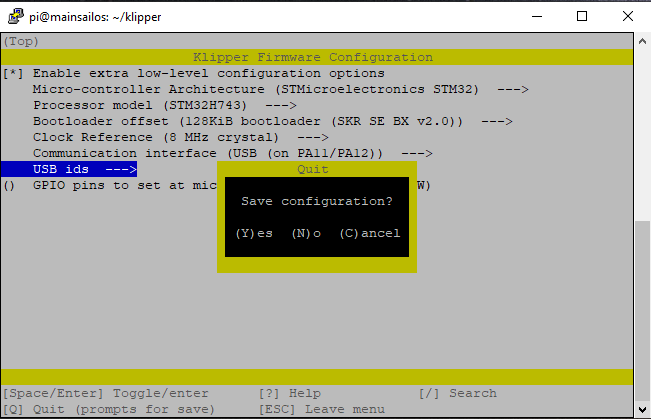 pi@mainsailos: ~/klipper
(Top)
Klipper Firmware Configuration
[*] Enable extra low-level configuration options
Micro-controller Architecture (STMicroelectronics STM32) --->
Processor model (STM32H743) --->
Bootloader offset (128KiB bootloader (SKR SE BX v2.0)) --->
Clock Reference (8 MHz crystal) --->
Communication interface (USB (on PA11/PA12)) --->
USB ids --->
Quit
() GPIO pins to set at mic W)
Save configuration?
(Y)es (N)o (C)ancel
[Space/Enter] Toggle/enter [?] Help [/] Search
[Q] Quit (prompts for save) [ESC] Leave menu